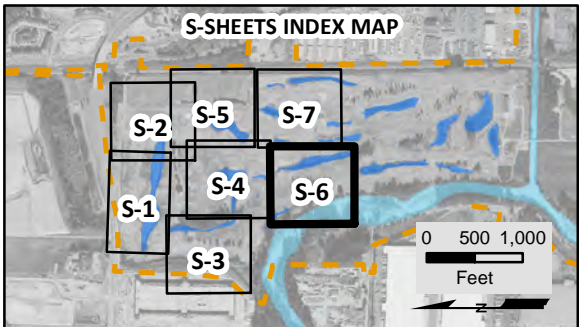 S-SHEETS INDEX MAP
S-5 S-7
S-2
S-4 S-6
S-1
S-3
0 500 1,000
Feet
N